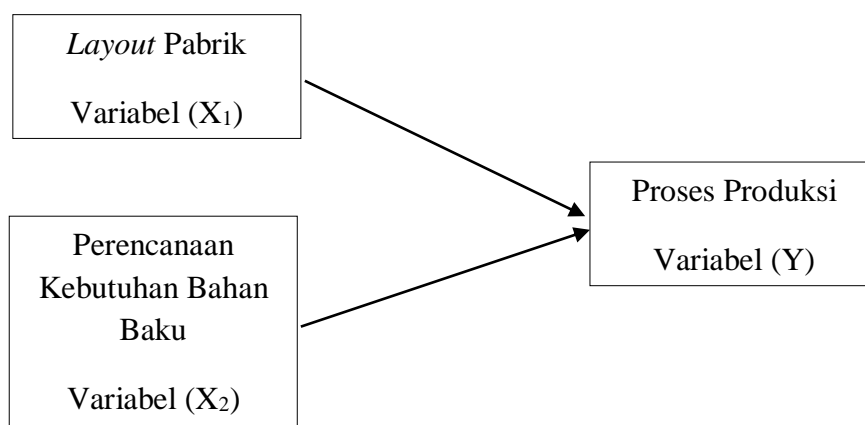 Layout Pabrik
Variabel (X₁)
Perencanaan
Kebutuhan Bahan
Baku
Variabel (X₂)
Proses Produksi
Variabel (Y)